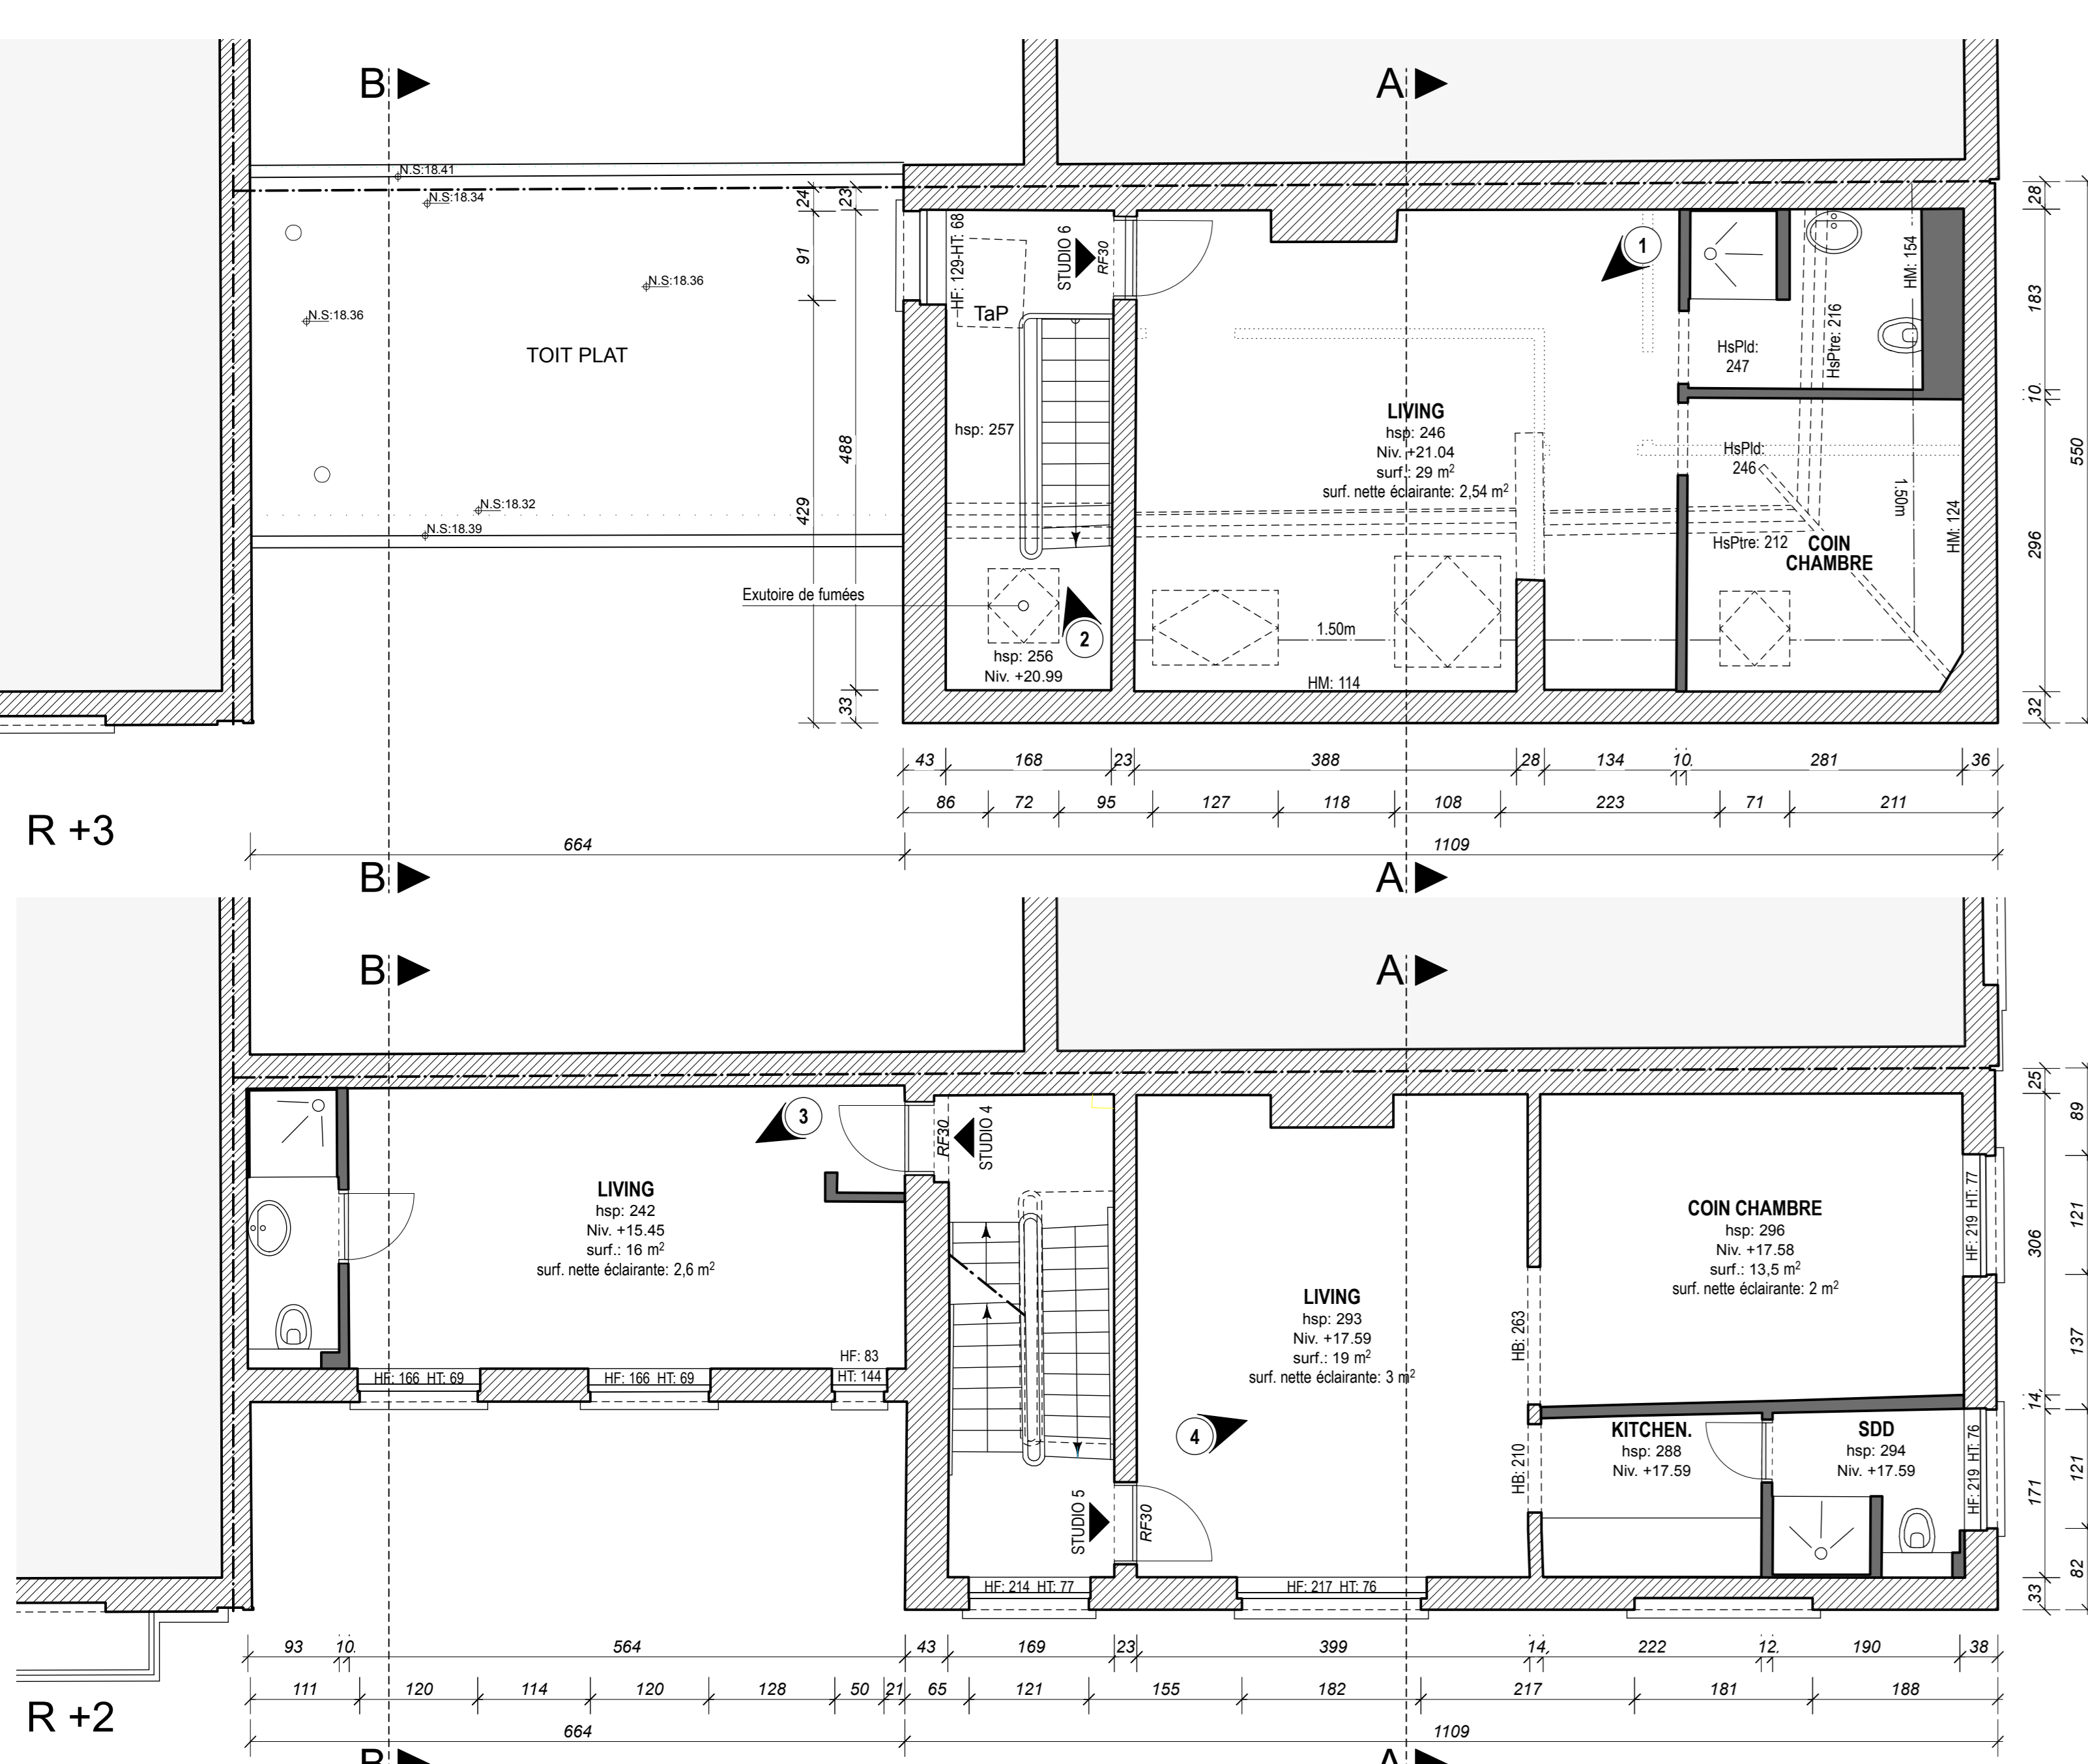 B
A
N.S:18.41
N.S:18.34
N.S:18.36
N.S:18.36
TOIT PLAT
N.S:18.32
N.S:18.39
24
23
91
488
429
33
HF: 129-HT: 68
TaP
STUDIO 6
RF30
hsp: 257
Exutoire de fumées
2
hsp: 256
Niv. +20.99
1
LIVING
hsp: 246
Niv. +21.04
surf.: 29 m²
surf. nette éclairante: 2,54 m²
1.50m
HM: 114
HsPld:
247
HsPtre: 216
HM: 154
HsPld:
246
HsPtre: 212
COIN
CHAMBRE
1.50m
HM: 124
28
183
10.
296
32
550
43 168 23 388 28 134 10. 281 36
86 72 95 127 118 108 223 71 211
664 1109
R +3
B
A
B
A
3
LIVING
hsp: 242
Niv. +15.45
surf.: 16 m²
surf. nette éclairante: 2,6 m²
RF30
STUDIO 4
HF: 166 HT: 69
HF: 166 HT: 69
HF: 83
HT: 144
STUDIO 5
RF30
HF: 214 HT: 77
LIVING
hsp: 293
Niv. +17.59
surf.: 19 m²
surf. nette éclairante: 3 m²
4
HF: 217 HT: 76
HB: 263
HB: 210
COIN CHAMBRE
hsp: 296
Niv. +17.58
surf.: 13,5 m²
surf. nette éclairante: 2 m²
HF: 219 HT: 77
KITCHEN.
hsp: 288
Niv. +17.59
SDD
hsp: 294
Niv. +17.59
HF: 219 HT: 76
25
306
14,
171
33
89
121
137
121
82
93 10. 564 43 169 23 399 14, 222 12. 190 38
111 120 114 120 128 50 21 65 121 155 182 217 181 188
664 1109
R +2
B
A